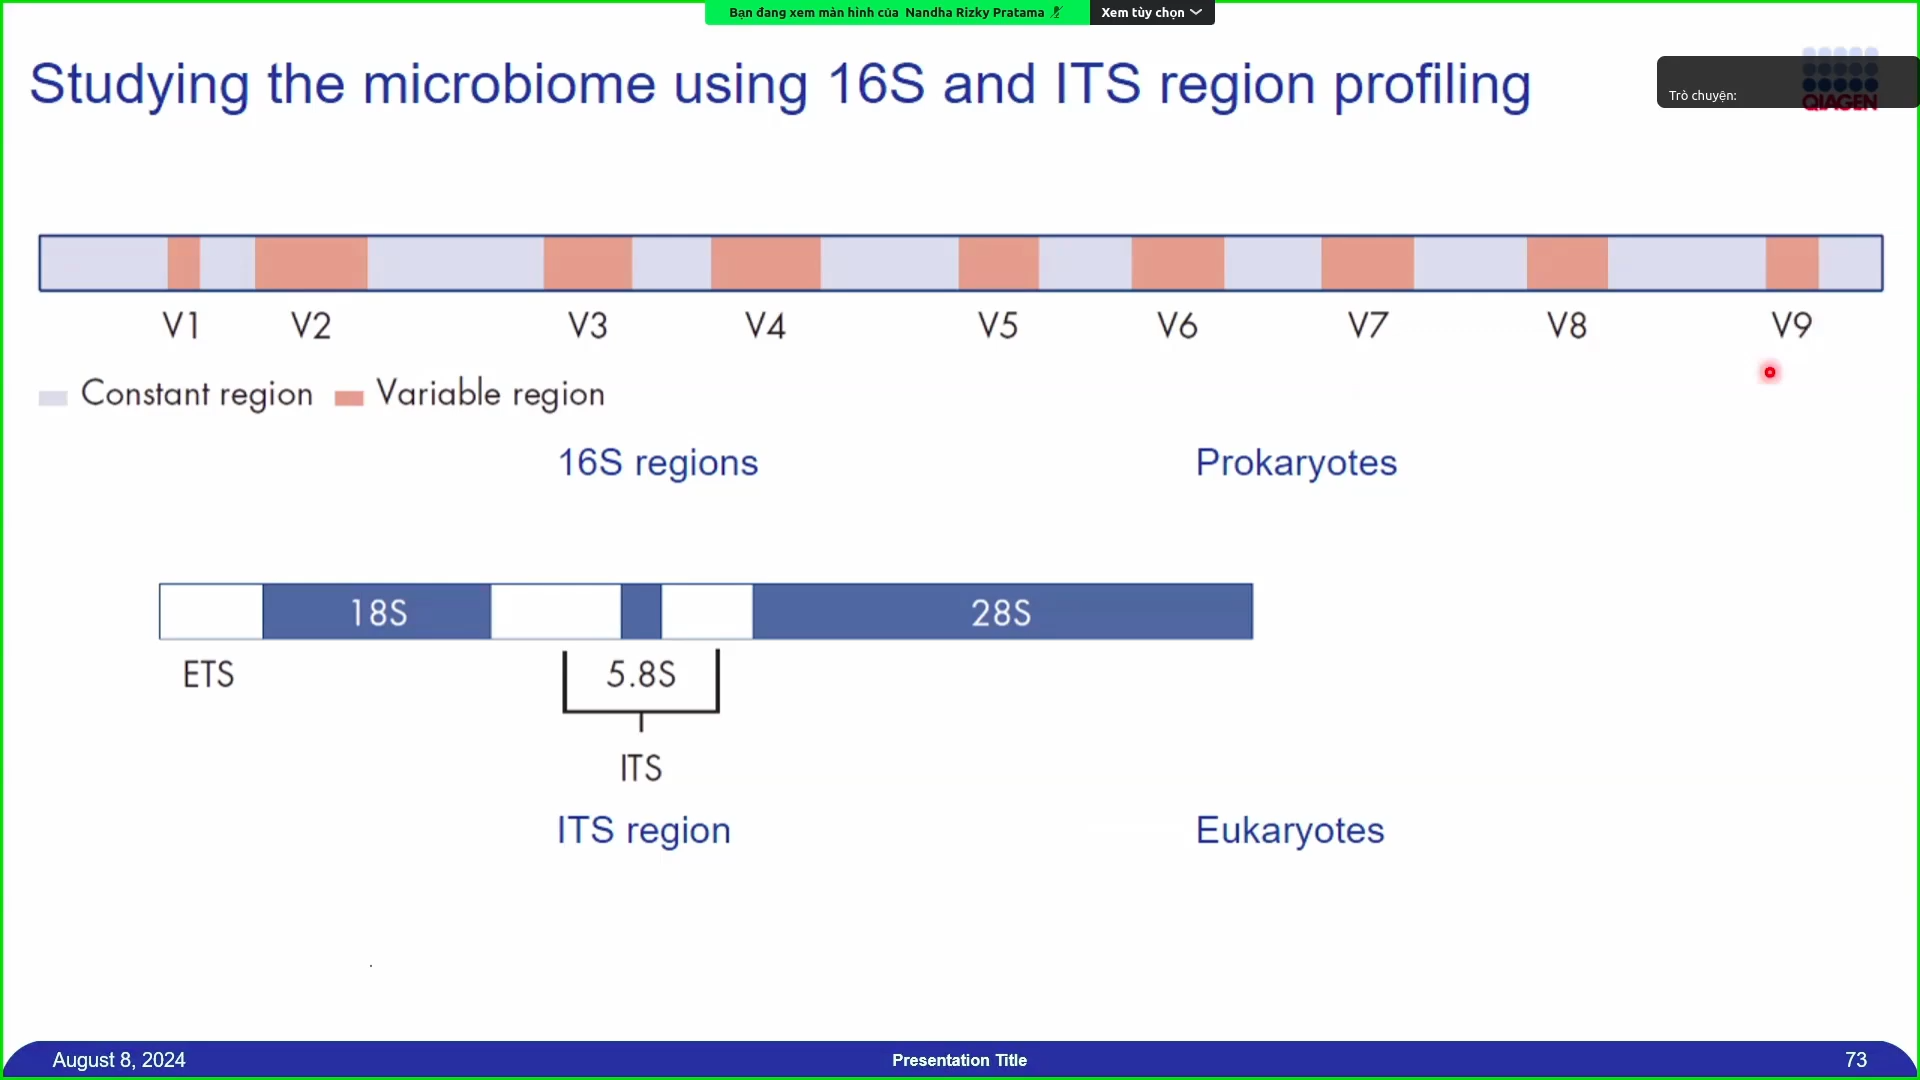 Bạn đang xem màn hình của Nandha Rizky Pratama
Xem tùy chọn
Studying the microbiome using 16S and ITS region profiling
Trò chuyện:
QIAGEN
V1 V2 V3 V4 V5 V6 V7 V8 V9
Constant region Variable region
16S regions Prokaryotes
18S 28S
ETS 5.8S
ITS
ITS region Eukaryotes
August 8, 2024 Presentation Title 73